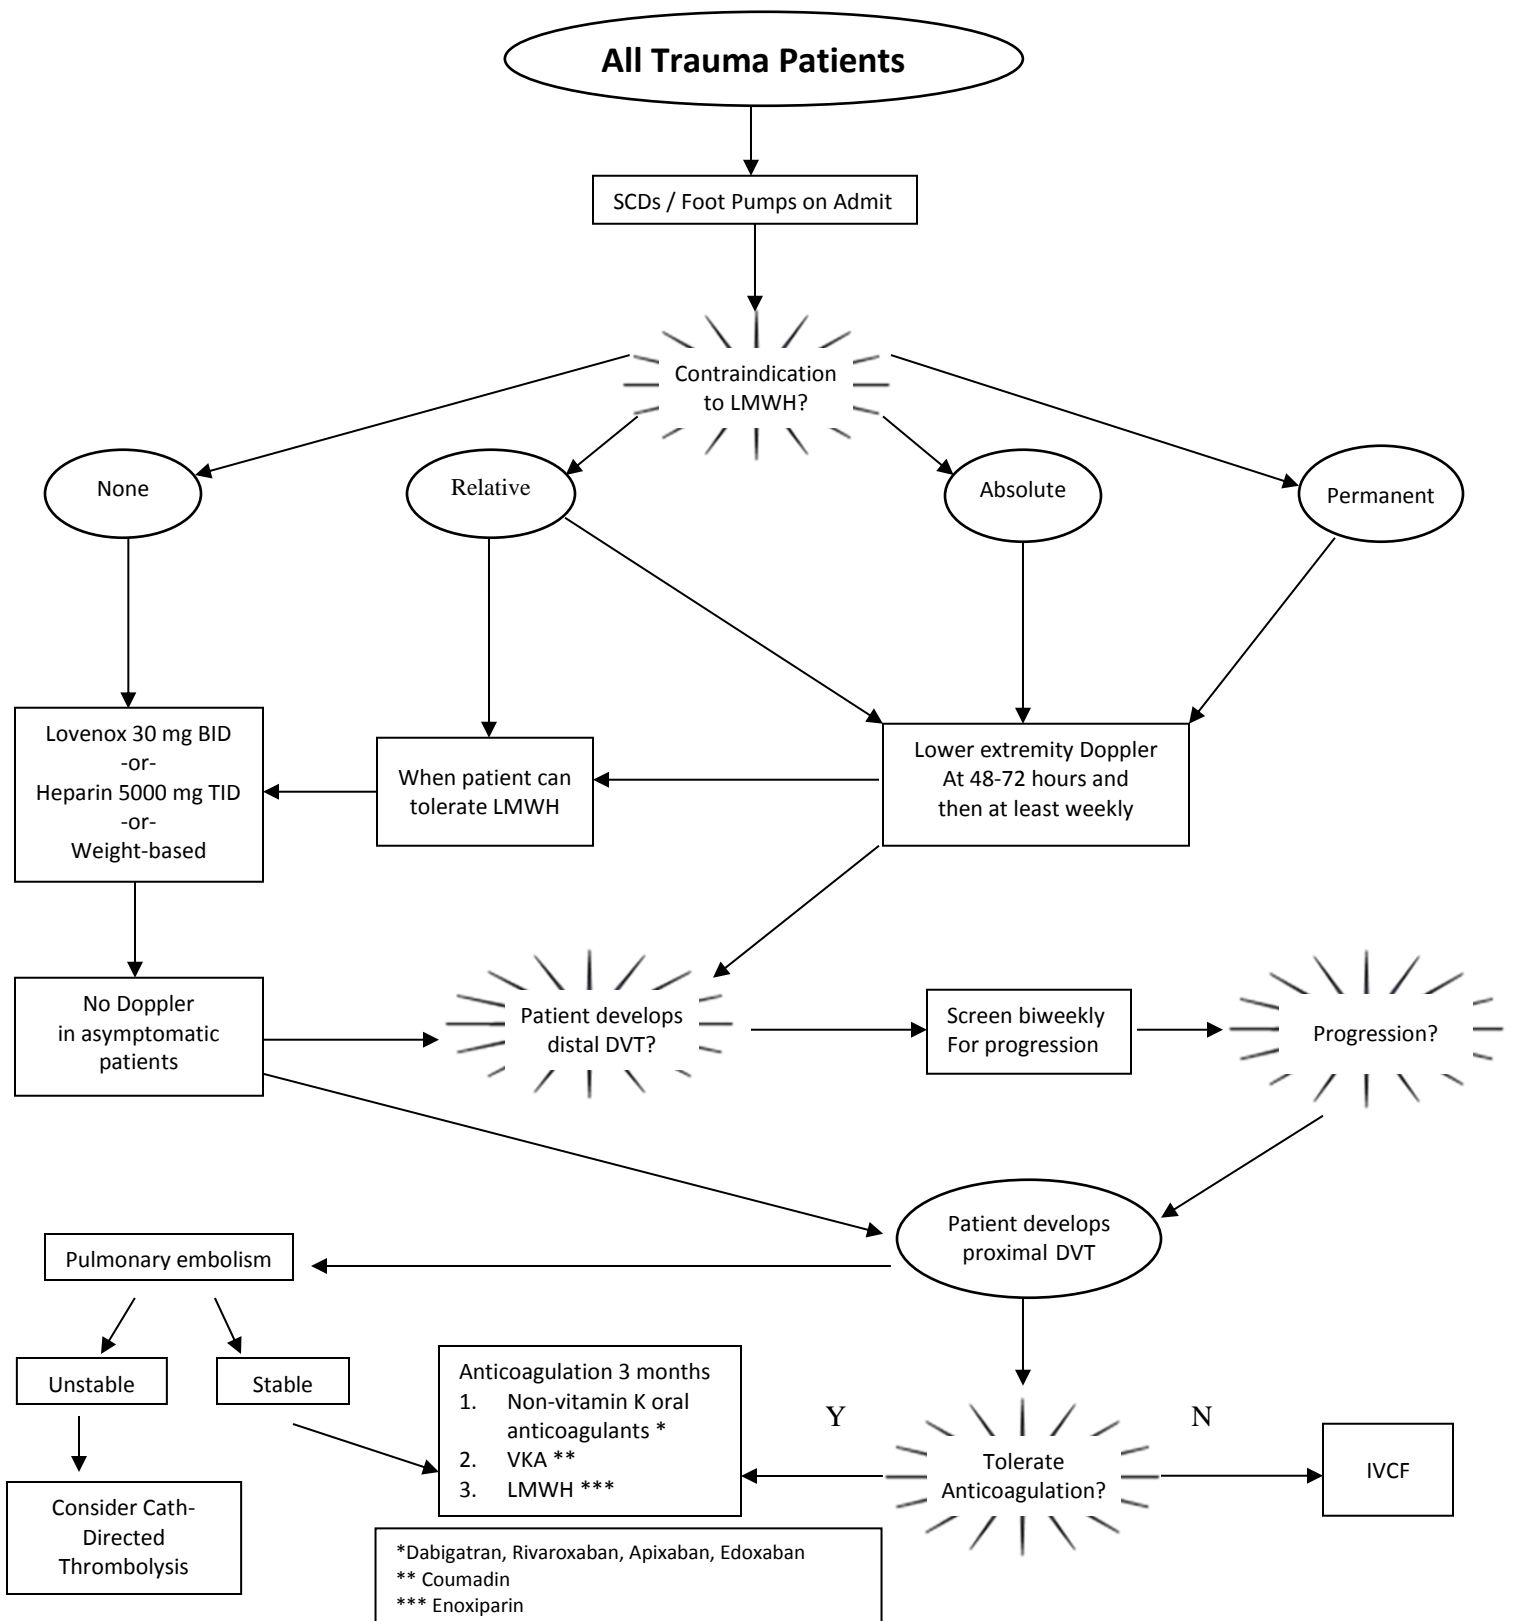 All Trauma Patients
SCDs / Foot Pumps on Admit
Contraindication
to LMWH?
None
Relative
Absolute
Permanent
Lovenox 30 mg BID
-or-
Heparin 5000 mg TID
-or-
Weight-based
When patient can
tolerate LMWH
Lower extremity Doppler
At 48-72 hours and
then at least weekly
No Doppler
in asymptomatic
patients
Patient develops
distal DVT?
Screen biweekly
For progression
Progression?
Patient develops
proximal DVT
Pulmonary embolism
Unstable
Stable
Consider Cath-
Directed
Thrombolysis
Anticoagulation 3 months
1. Non-vitamin K oral
anticoagulants *
2. VKA **
3. LMWH ***
Y
Tolerate
Anticoagulation?
N
IVCF
*Dabigatran, Rivaroxaban, Apixaban, Edoxaban
** Coumadin
*** Enoxiparin